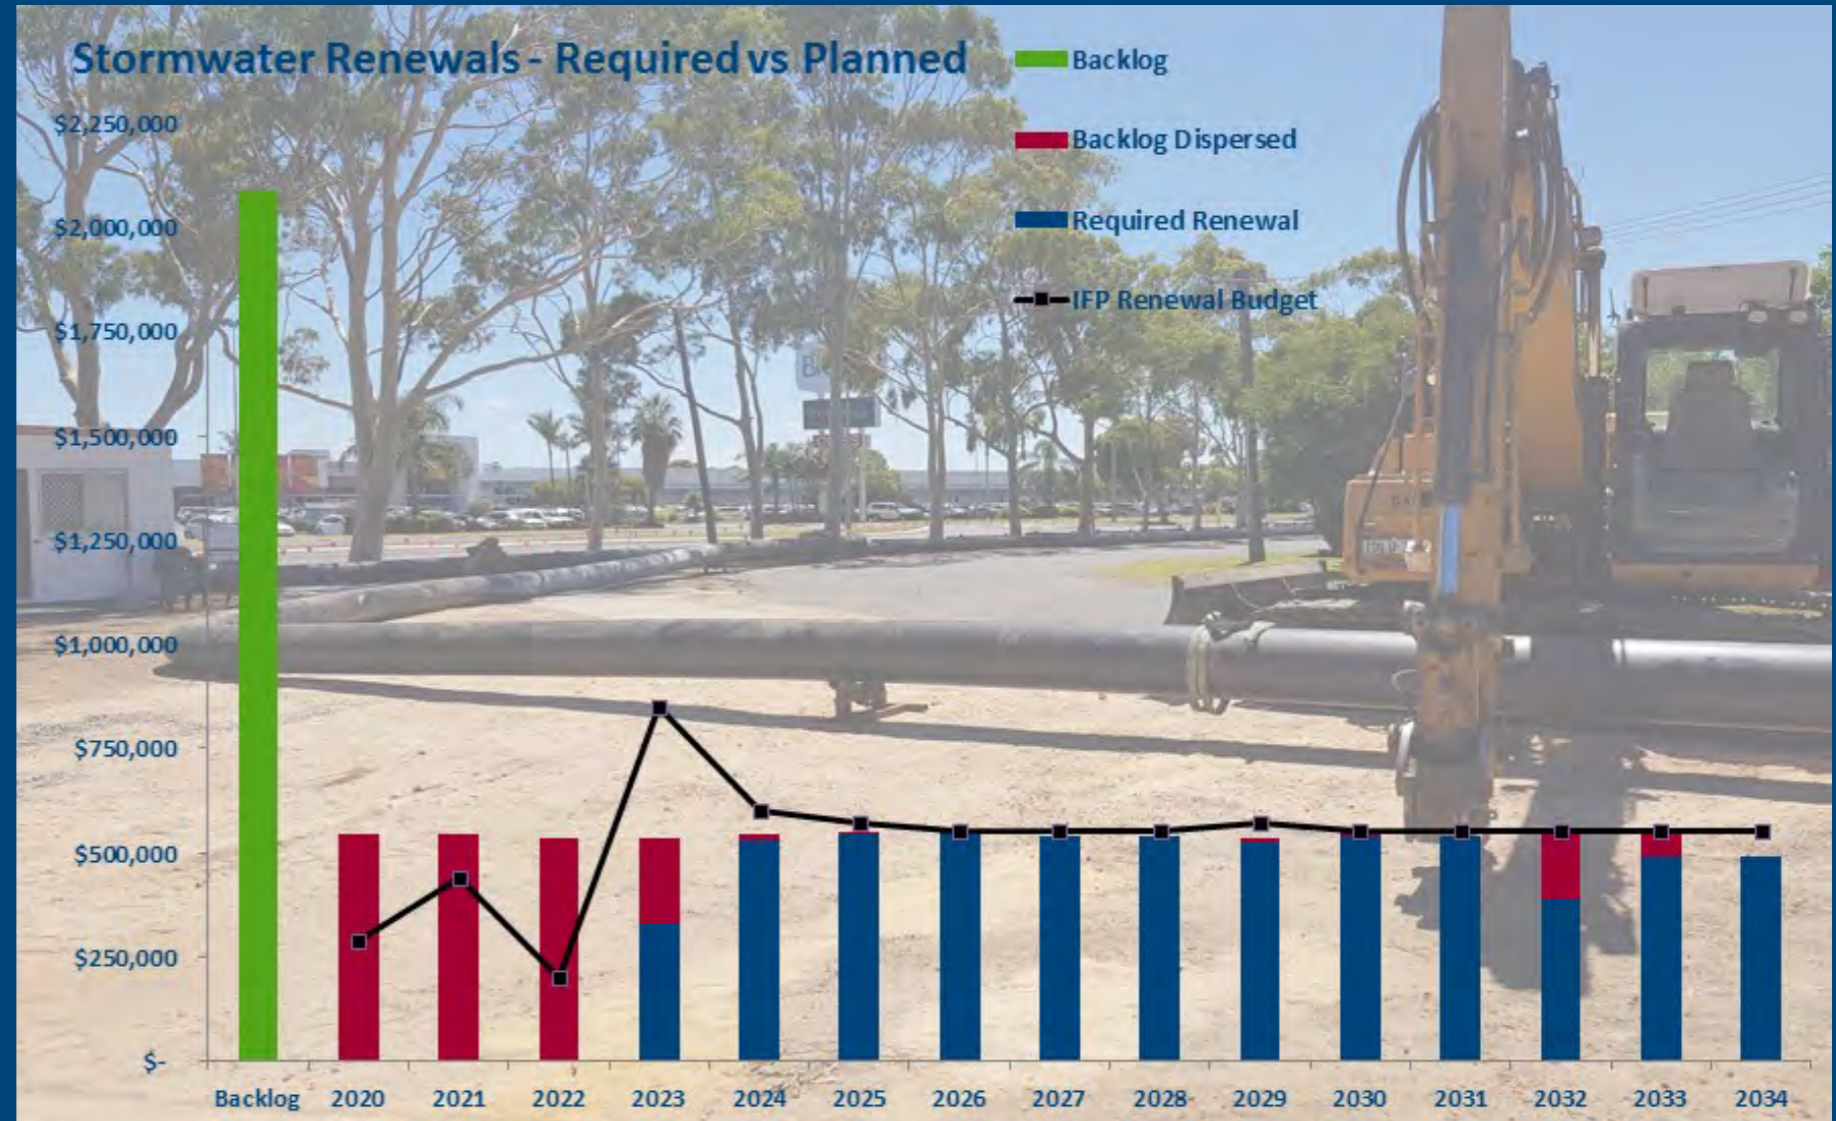 Stormwater Renewals - Required vs Planned
Backlog
Backlog Dispersed
Required Renewal
IFP Renewal Budget
$2,250,000
$2,000,000
$1,750,000
$1,500,000
$1,250,000
$1,000,000
$750,000
$500,000
$250,000
$-
Backlog 2020 2021 2022 2023 2024 2025 2026 2027 2028 2029 2030 2031 2032 2033 2034